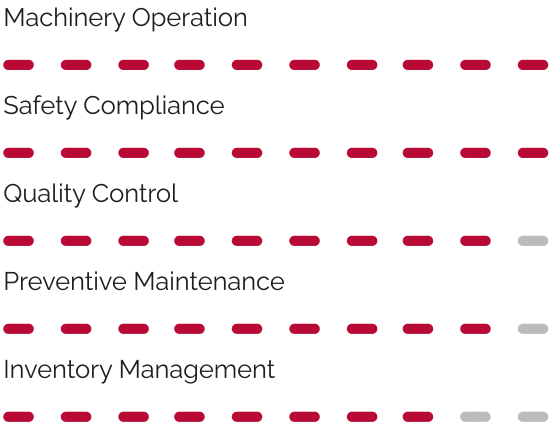 Machinery Operation
Safety Compliance
Quality Control
Preventive Maintenance
Inventory Management